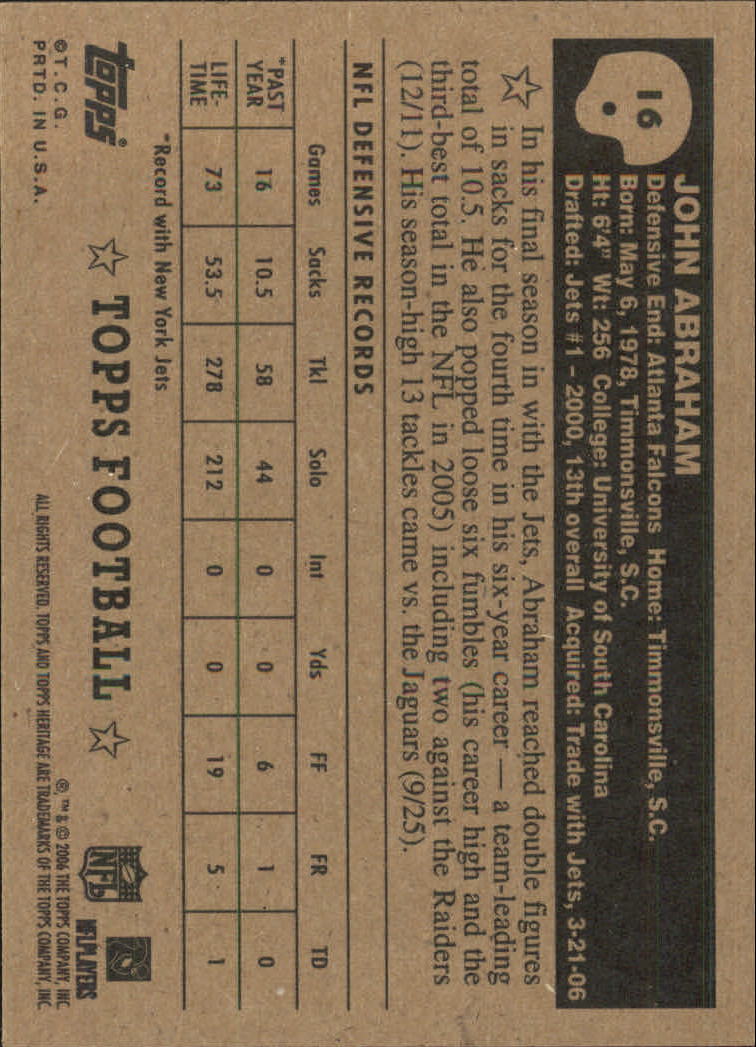 16
JOHN ABRAHAM
Defensive End: Atlanta Falcons Home: Timmonsville, S.C.
Born: May 6, 1978, Timmonsville, S.C.
Ht: 6'4" Wt: 256 College: University of South Carolina
Drafted: Jets #1 – 2000, 13th overall Acquired: Trade with Jets, 3-21-06
In his final season in with the Jets, Abraham reached double figures
in sacks for the fourth time in his six-year career — a team-leading
total of 10.5. He also popped loose six fumbles (his career high and the
third-best total in the NFL in 2005) including two against the Raiders
(12/11). His season-high 13 tackles came vs. the Jaguars (9/25).
NFL DEFENSIVE RECORDS
Games Sacks Tkl Solo Int Yds FF FR TD
*PAST YEAR 16 10.5 58 44 0 0 6 1 0
LIFE-TIME 73 53.5 278 212 0 0 19 5 1
*Record with New York Jets
topps®
©T.C.G.
PRTD. IN U.S.A.
☆ TOPPS FOOTBALL ☆
NFL
NFLPLAYERS
®, ™ & © 2006 THE TOPPS COMPANY, INC
ALL RIGHTS RESERVED. TOPPS AND TOPPS HERITAGE ARE TRADEMARKS OF THE TOPPS COMPANY, INC